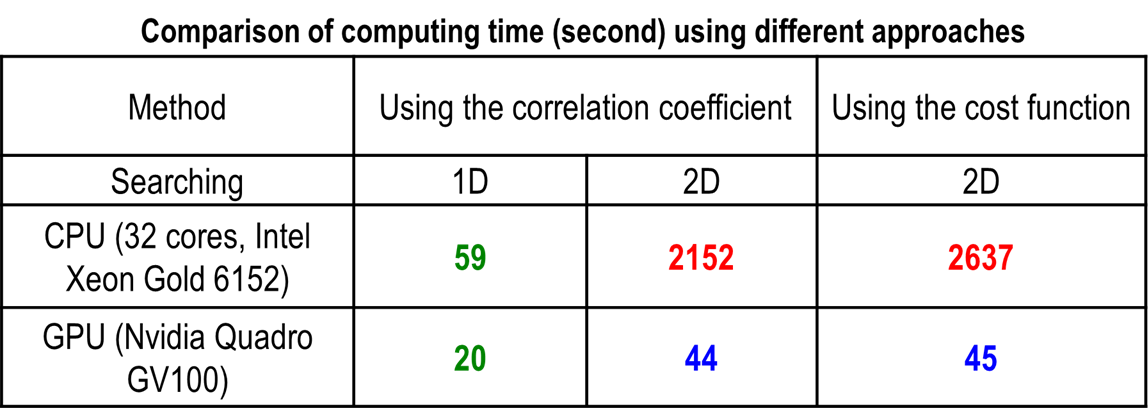 Comparison of computing time (second) using different approaches
Method Using the correlation coefficient Using the cost function
Searching 1D 2D 2D
CPU (32 cores, Intel
Xeon Gold 6152) 59 2152 2637
GPU (Nvidia Quadro
GV100) 20 44 45